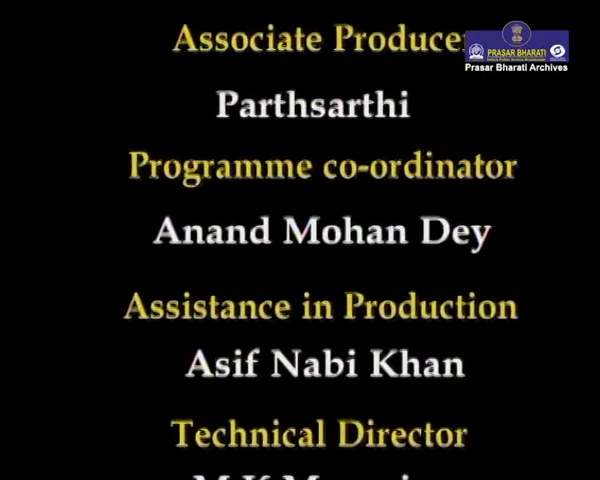 Associate Produce
PRASAR BHARATI
Prasar Bharati Archives
Parthsarthi
Programme co-ordinator
Anand Mohan Dey
Assistance in Production
Asif Nabi Khan
Technical Director